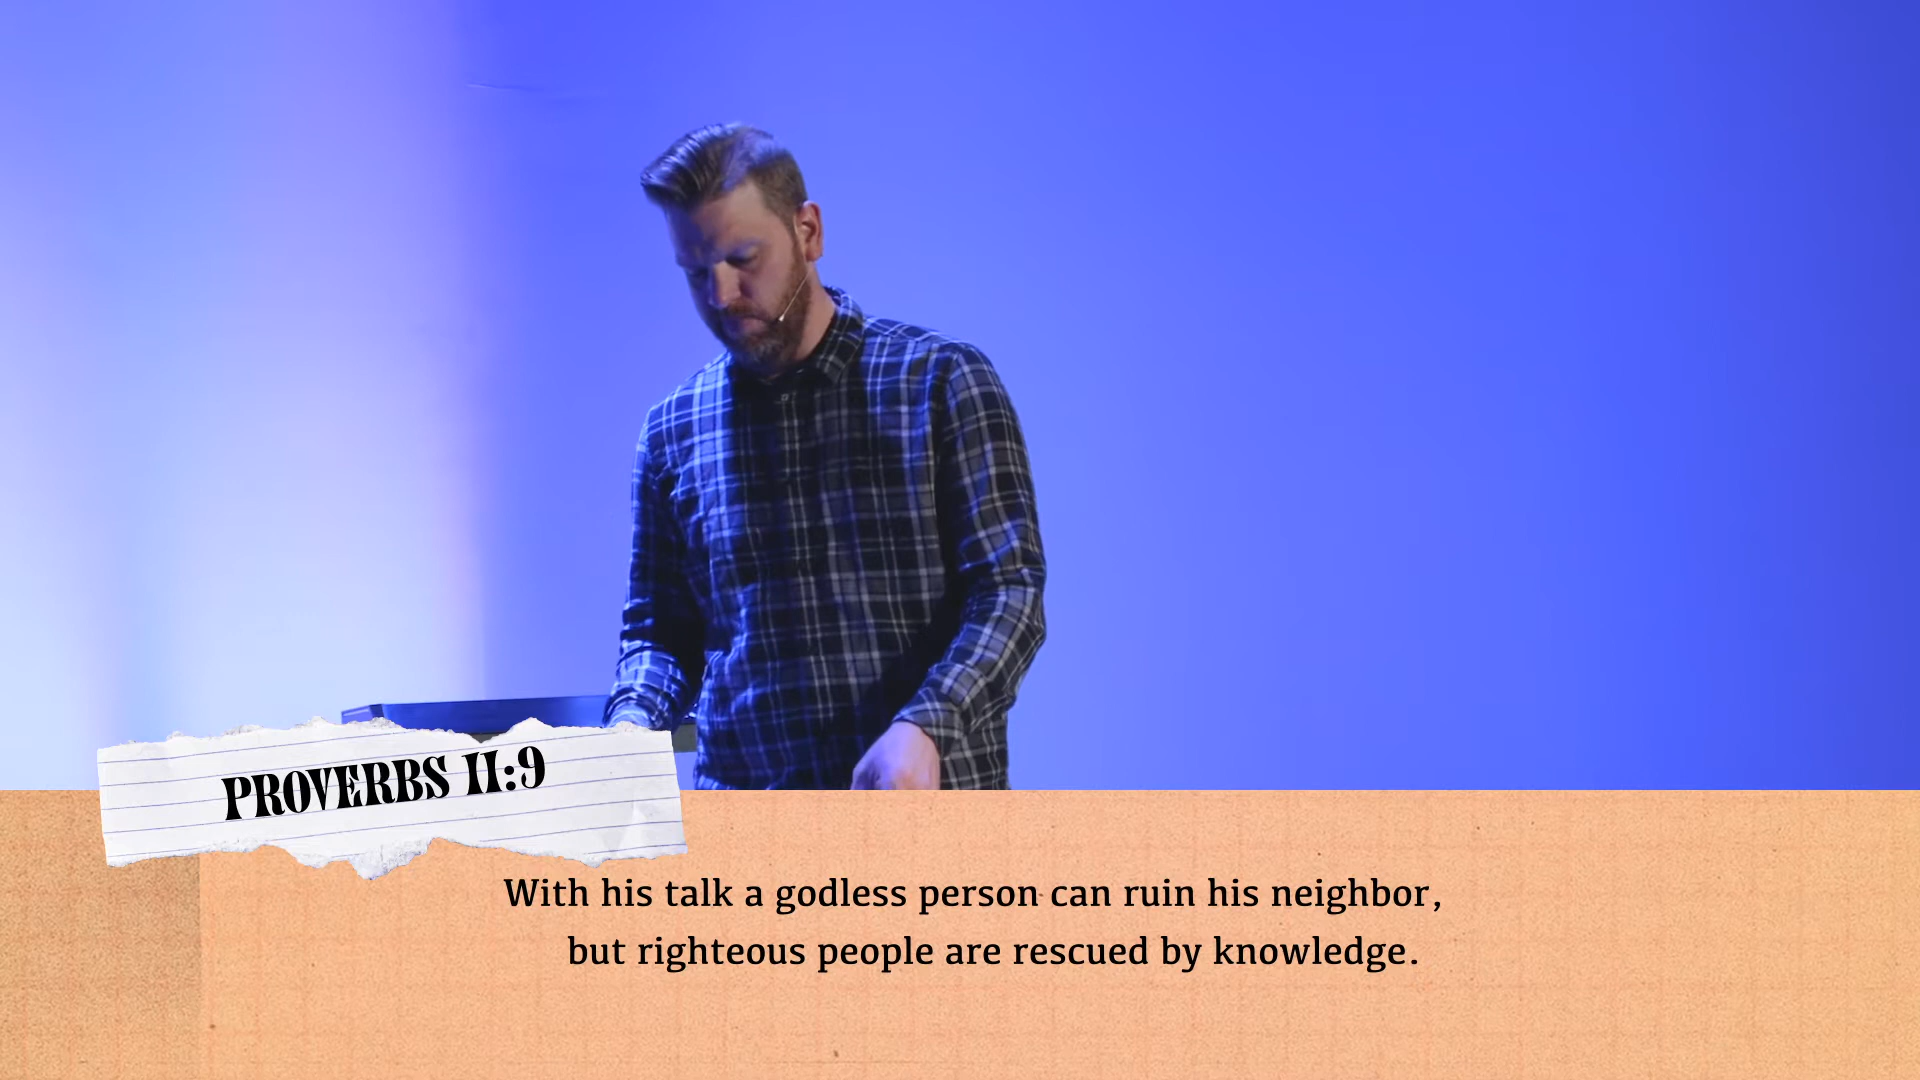 PROVERBS 11:9
With his talk a godless person can ruin his neighbor,
but righteous people are rescued by knowledge.